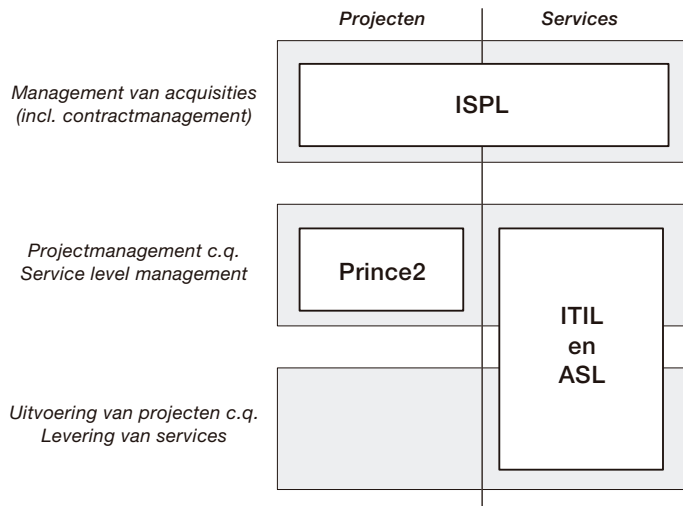 Projecten
Services
Management van acquisities
(incl. contractmanagement)
ISPL
Projectmanagement c.q.
Service level management
Prince2
ITIL
en
ASL
Uitvoering van projecten c.q.
Levering van services